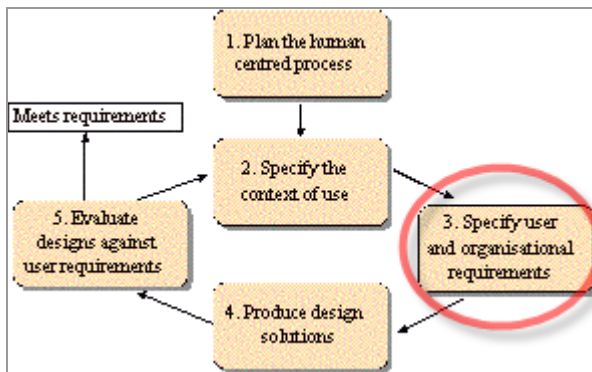 1. Plan the human
centred process
Meets requirements
2. Specify the
context of use
3. Specify user
and organisational
requirements
4. Produce design
solutions
5. Evaluate
designs against
user requirements